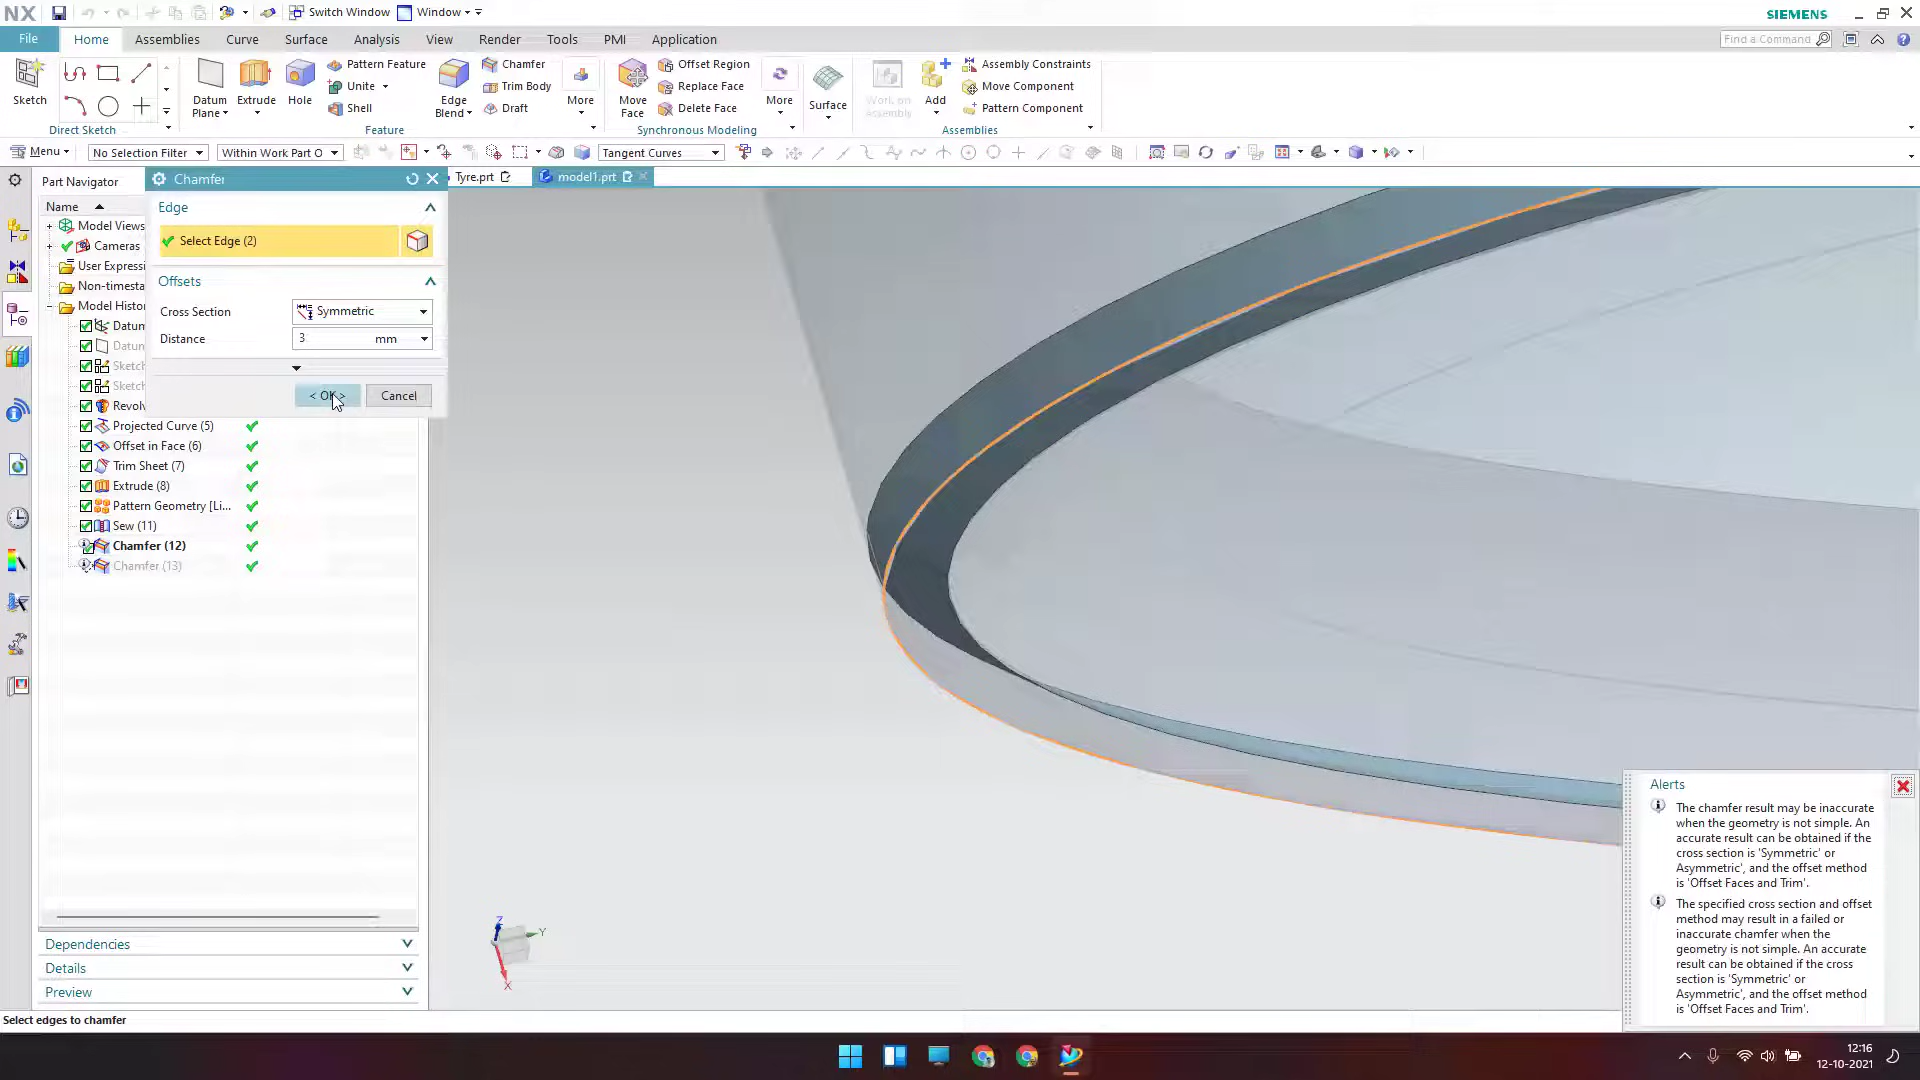 NX
Switch Window
Window
SIEMENS
File
Home
Assemblies
Curve
Surface
Analysis
View
Render
Tools
PMI
Application
Find a Command
Sketch
Direct Sketch
Datum
Plane
Extrude
Hole
Pattern Feature
Unite
Shell
Edge
Blend
Chamfer
Trim Body
Draft
More
Feature
Move
Face
Offset Region
Replace Face
Delete Face
More
Synchronous Modeling
Surface
Work on
Assembly
Add
Assembly Constraints
Move Component
Pattern Component
Assemblies
Menu
No Selection Filter
Within Work Part O
Tangent Curves
Part Navigator
Chamfer
Tyre.prt
model1.prt
Name
Edge
Model Views
Select Edge (2)
Cameras
User Expressi
Non-timesta
Offsets
Model Histo
Cross Section
Symmetric
Datum
Distance
3
mm
Datun
Sketch
Sketch
< OK >
Cancel
Revolv
Projected Curve (5)
Offset in Face (6)
Trim Sheet (7)
Extrude (8)
Pattern Geometry [Li...
Sew (11)
Chamfer (12)
Chamfer (13)
Z
Y
X
Alerts
The chamfer result may be inaccurate
when the geometry is not simple. An
accurate result can be obtained if the
cross section is 'Symmetric' or
Asymmetric', and the offset method
is 'Offset Faces and Trim'.
The specified cross section and offset
method may result in a failed or
inaccurate chamfer when the
geometry is not simple. An accurate
result can be obtained if the cross
section is 'Symmetric' or
Asymmetric', and the offset method
is 'Offset Faces and Trim'.
Dependencies
Details
Preview
Select edges to chamfer
12:16
12-10-2021